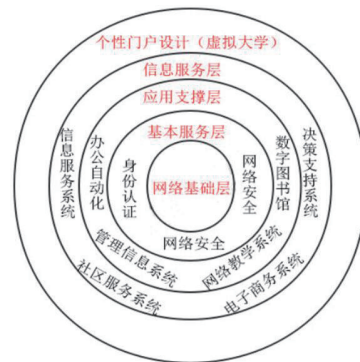 个性门户设计（虚拟大学）
信息服务层
应用支撑层
基本服务层
网络基础层
信息服务系统
办公自动化
身份认证
网络安全
数字图书馆
决策支持系统
网络安全
管理信息系统
网络教学系统
社区服务系统
电子商务系统